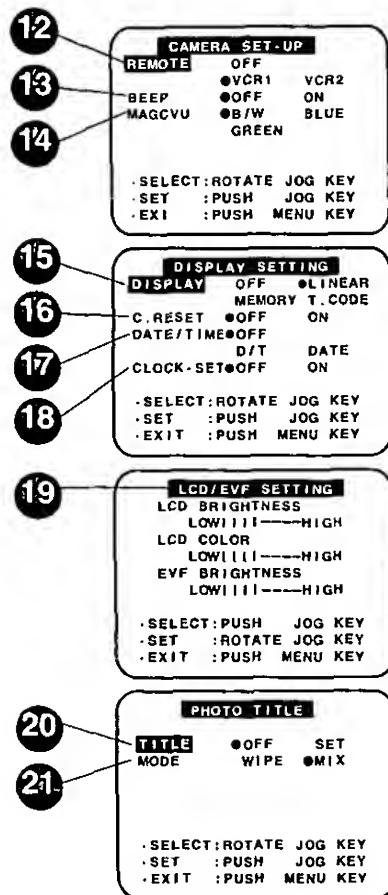 12
CAMERA SET-UP
REMOTE OFF
●VCR1 VCR2
13
BEEP ●OFF ON
14
MAGCVU ●B/W BLUE
GREEN
·SELECT:ROTATE JOG KEY
·SET :PUSH JOG KEY
·EXI :PUSH MENU KEY
15
DISPLAY SETTING
DISPLAY OFF ●LINEAR
MEMORY T.CODE
16
C.RESET ●OFF ON
17
DATE/TIME●OFF
D/T DATE
18
CLOCK-SET●OFF ON
·SELECT:ROTATE JOG KEY
·SET :PUSH JOG KEY
·EXIT :PUSH MENU KEY
19
LCD/EVF SETTING
LCD BRIGHTNESS
LOWIIII----HIGH
LCD COLOR
LOWIIII----HIGH
EVF BRIGHTNESS
LOWIIII----HIGH
·SELECT:PUSH JOG KEY
·SET :ROTATE JOG KEY
·EXIT :PUSH MENU KEY
PHOTO TITLE
20
TITLE ●OFF SET
21
MODE WIPE ●MIX
·SELECT:ROTATE JOG KEY
·SET :PUSH JOG KEY
·EXIT :PUSH MENU KEY